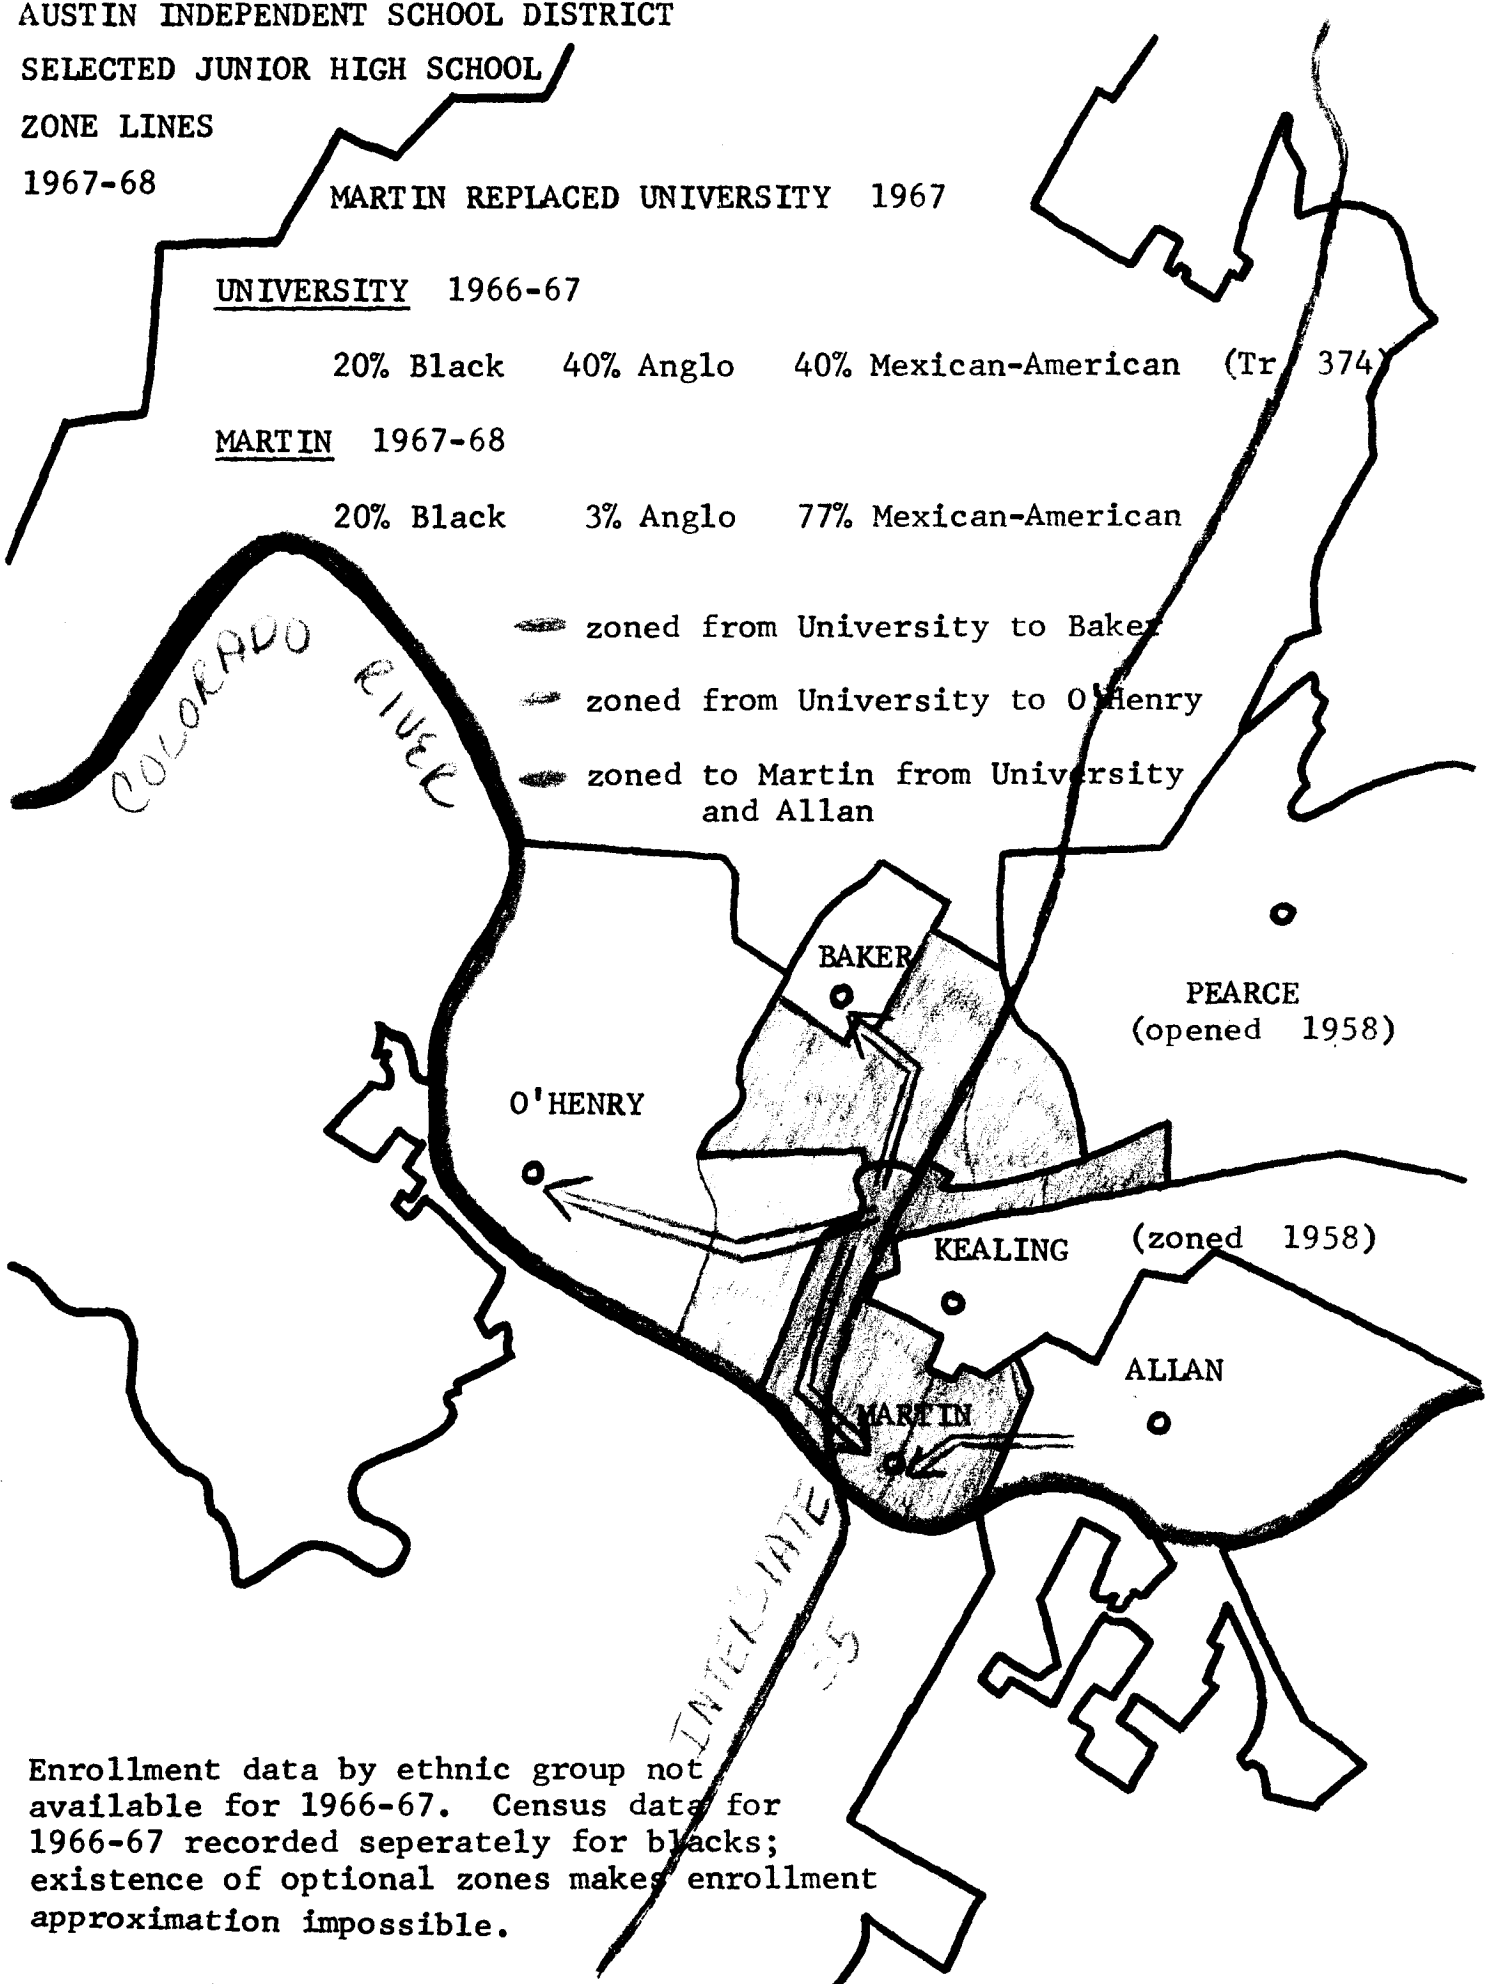 AUSTIN INDEPENDENT SCHOOL DISTRICT
SELECTED JUNIOR HIGH SCHOOL
ZONE LINES
1967-68
MARTIN REPLACED UNIVERSITY 1967
UNIVERSITY 1966-67
20% Black 40% Anglo 40% Mexican-American (Tr 374)
MARTIN 1967-68
20% Black 3% Anglo 77% Mexican-American
COLORADO RIVER
zoned from University to Baker
zoned from University to O'Henry
zoned to Martin from University
and Allan
BAKER
PEARCE
(opened 1958)
O'HENRY
KEALING
(zoned 1958)
ALLAN
MARTIN
INTERSTATE
35
Enrollment data by ethnic group not
available for 1966-67. Census data for
1966-67 recorded seperately for blacks;
existence of optional zones makes enrollment
approximation impossible.